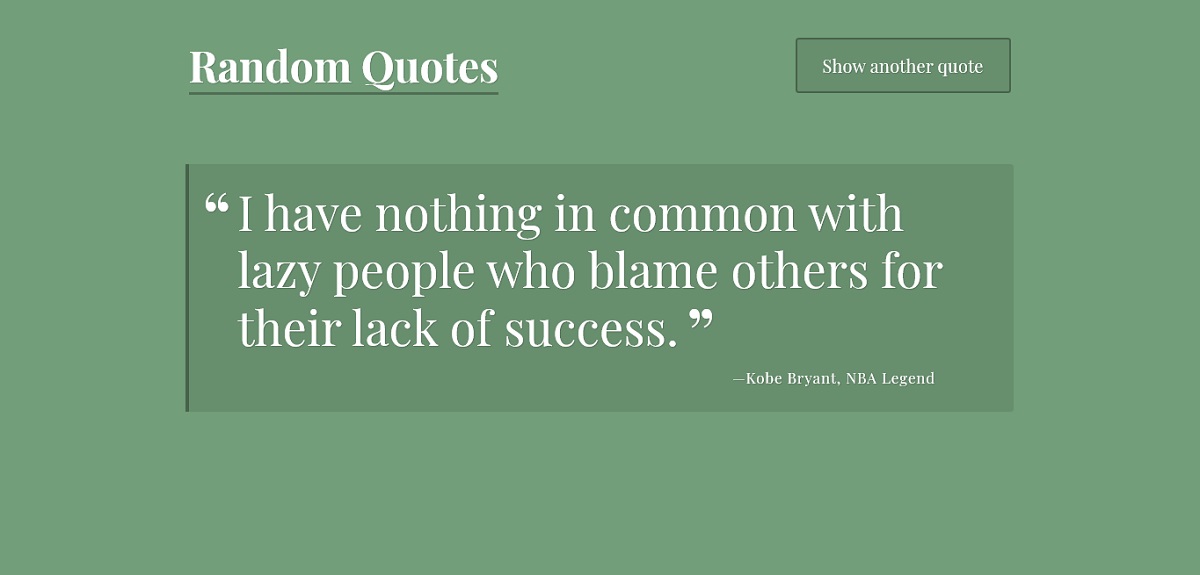 Random Quotes
Show another quote
“ I have nothing in common with
lazy people who blame others for
their lack of success. ”
—Kobe Bryant, NBA Legend